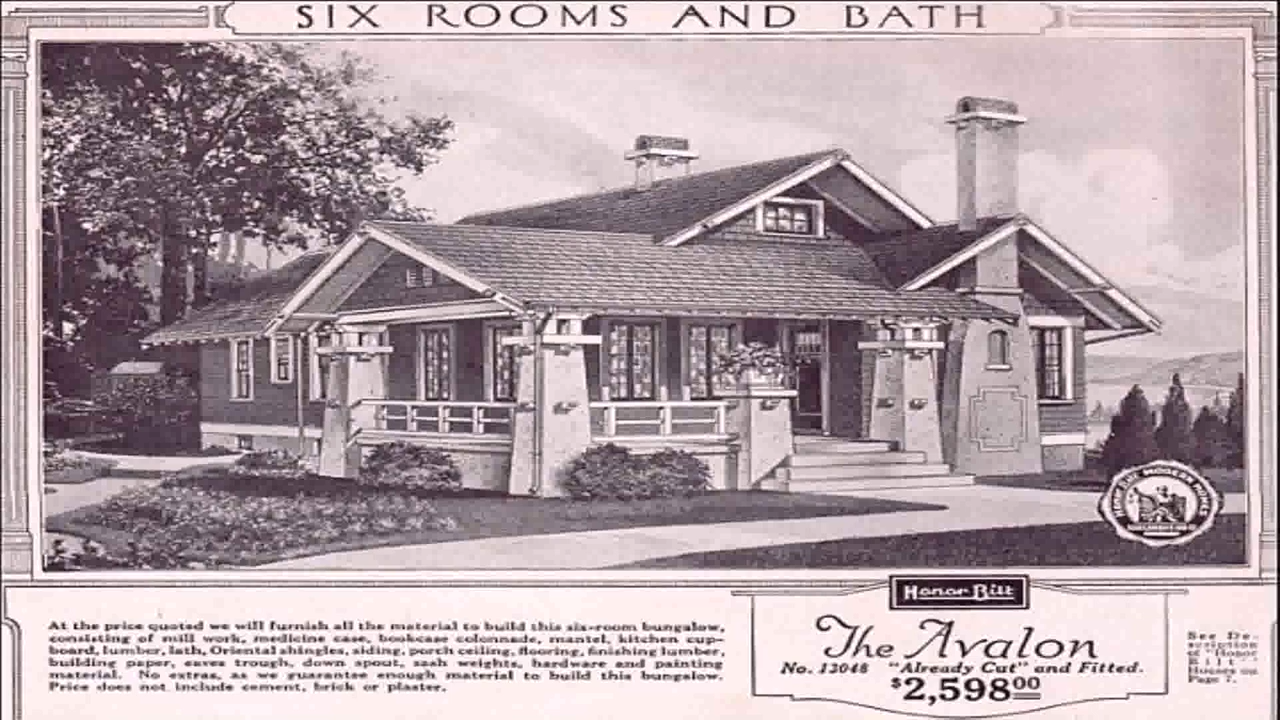 SIX ROOMS AND BATH
At the price quoted we will furnish all the material to build this six-room bungalow,
consisting of mill work, medicine case, bookcase colonnade, mantel, kitchen cup-
board, lumber, lath, Oriental shingles, siding, porch ceiling, flooring, finishing lumber,
building paper, eaves trough, down spout, sash weights, hardware and painting
material. No extras, as we guarantee enough material to build this bungalow.
Price does not include cement, brick or plaster.
Honor Bilt
The Avalon
No. 13048 "Already Cut" and Fitted.
$2,59800
See De-
scription
of "Honor
Bilt"
Houses on
Page 7.